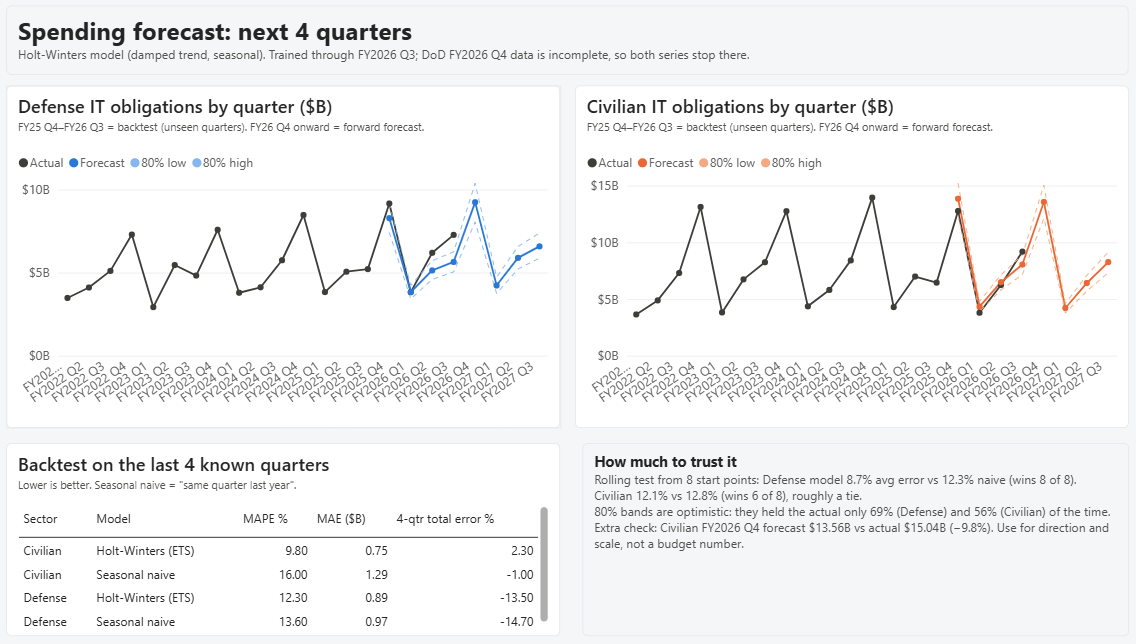 Spending forecast: next 4 quarters
Holt-Winters model (damped trend, seasonal). Trained through FY2026 Q3; DoD FY2026 Q4 data is incomplete, so both series stop there.
Defense IT obligations by quarter ($B)
FY25 Q4–FY26 Q3 = backtest (unseen quarters). FY26 Q4 onward = forward forecast.
Actual Forecast 80% low 80% high
$10B
$5B
$0B
FY202... FY2022 Q2 FY2022 Q3 FY2022 Q4 FY2023 Q1 FY2023 Q2 FY2023 Q3 FY2023 Q4 FY2024 Q1 FY2024 Q2 FY2024 Q3 FY2024 Q4 FY2025 Q1 FY2025 Q2 FY2025 Q3 FY2025 Q4 FY2026 Q1 FY2026 Q2 FY2026 Q3 FY2026 Q4 FY2027 Q1 FY2027 Q2 FY2027 Q3
Civilian IT obligations by quarter ($B)
FY25 Q4–FY26 Q3 = backtest (unseen quarters). FY26 Q4 onward = forward forecast.
Actual Forecast 80% low 80% high
$15B
$10B
$5B
$0B
FY202... FY2022 Q2 FY2022 Q3 FY2022 Q4 FY2023 Q1 FY2023 Q2 FY2023 Q3 FY2023 Q4 FY2024 Q1 FY2024 Q2 FY2024 Q3 FY2024 Q4 FY2025 Q1 FY2025 Q2 FY2025 Q3 FY2025 Q4 FY2026 Q1 FY2026 Q2 FY2026 Q3 FY2026 Q4 FY2027 Q1 FY2027 Q2 FY2027 Q3
Backtest on the last 4 known quarters
Lower is better. Seasonal naive = "same quarter last year".
Sector Model MAPE % MAE ($B) 4-qtr total error %
Civilian Holt-Winters (ETS) 9.80 0.75 2.30
Civilian Seasonal naive 16.00 1.29 -1.00
Defense Holt-Winters (ETS) 12.30 0.89 -13.50
Defense Seasonal naive 13.60 0.97 -14.70
How much to trust it
Rolling test from 8 start points: Defense model 8.7% avg error vs 12.3% naive (wins 8 of 8).
Civilian 12.1% vs 12.8% (wins 6 of 8), roughly a tie.
80% bands are optimistic: they held the actual only 69% (Defense) and 56% (Civilian) of the time.
Extra check: Civilian FY2026 Q4 forecast $13.56B vs actual $15.04B (−9.8%). Use for direction and
scale, not a budget number.